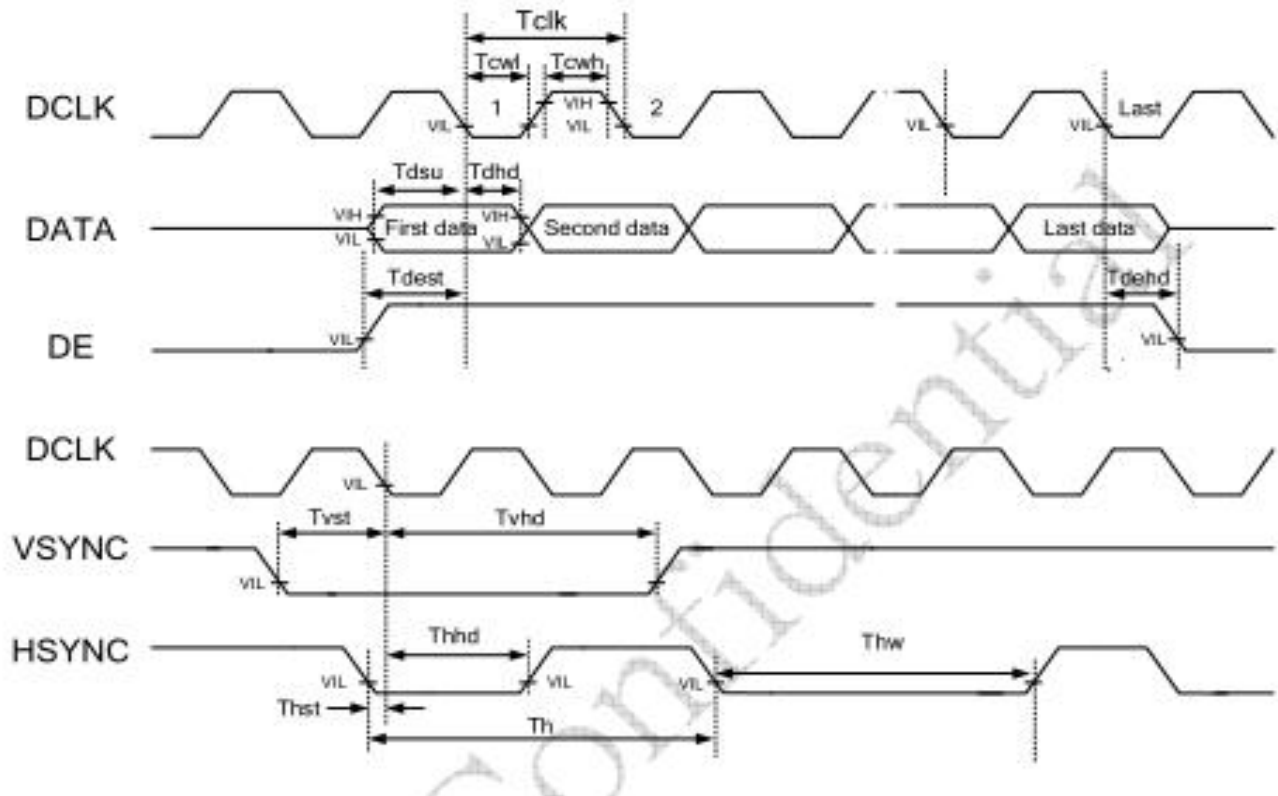 Tclk
Tcwl Tcwh
DCLK VIL 1 VIH 2 VIL Last
VIL VIL
Tdsu Tdhd
DATA VIH First data VIH Second data Last data
VIL VIL
Tdest Tdehd
DE VIL VIL
DCLK
VIL
Tvst Tvhd
VSYNC
VIL
HSYNC Thhd Thw
VIL VIL VIL
Thst
Th
Confidential